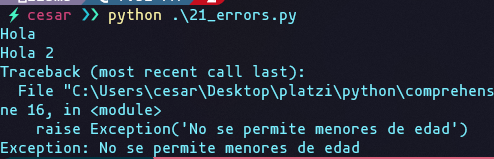 cesar ❯❯ python .\21_errors.py
Hola
Hola 2
Traceback (most recent call last):
  File "C:\Users\cesar\Desktop\platzi\python\comprehens
ne 16, in <module>
    raise Exception('No se permite menores de edad')
Exception: No se permite menores de edad